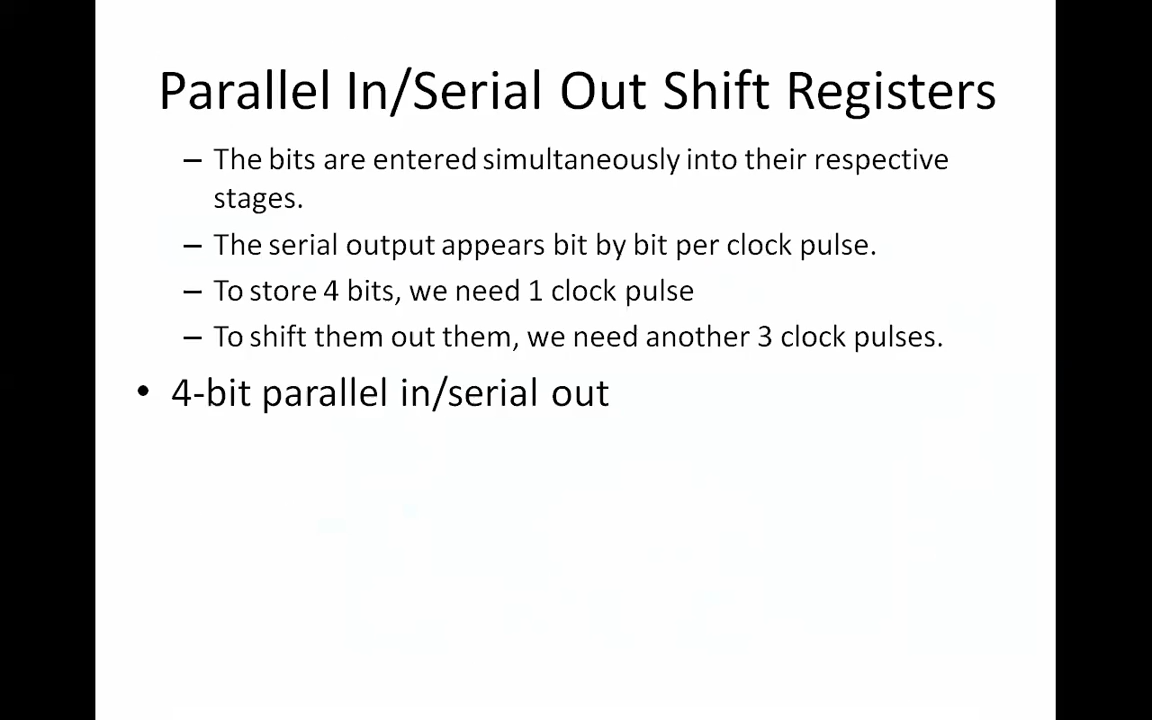 Parallel In/Serial Out Shift Registers
– The bits are entered simultaneously into their respective
stages.
– The serial output appears bit by bit per clock pulse.
– To store 4 bits, we need 1 clock pulse
– To shift them out them, we need another 3 clock pulses.
• 4-bit parallel in/serial out